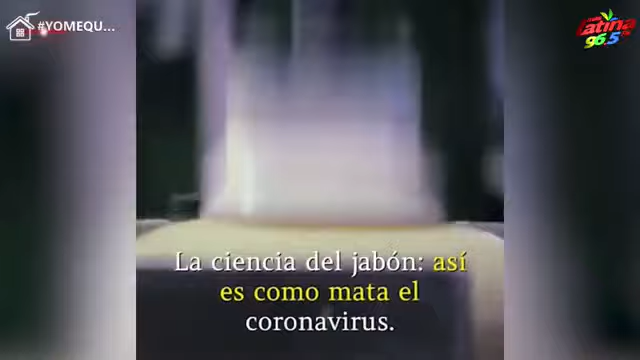 #YOMEQU...
Latina
96.5
La ciencia del jabón: así
es como mata el
coronavirus.